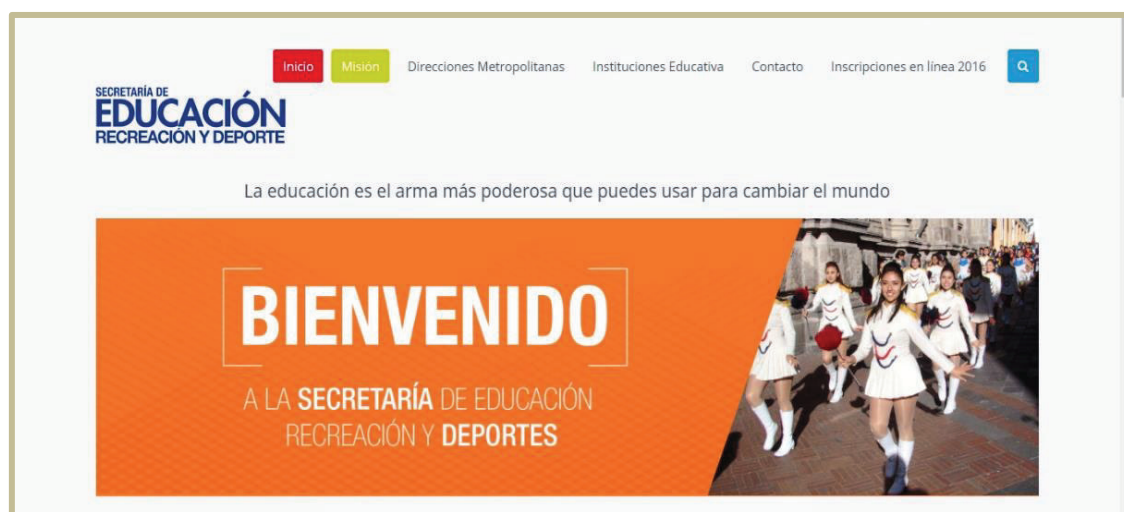 Inicio Misión Direcciones Metropolitanas Instituciones Educativa Contacto Inscripciones en línea 2016
SECRETARÍA DE
EDUCACIÓN
RECREACIÓN Y DEPORTE
La educación es el arma más poderosa que puedes usar para cambiar el mundo
BIENVENIDO
A LA SECRETARÍA DE EDUCACIÓN
RECREACIÓN Y DEPORTES